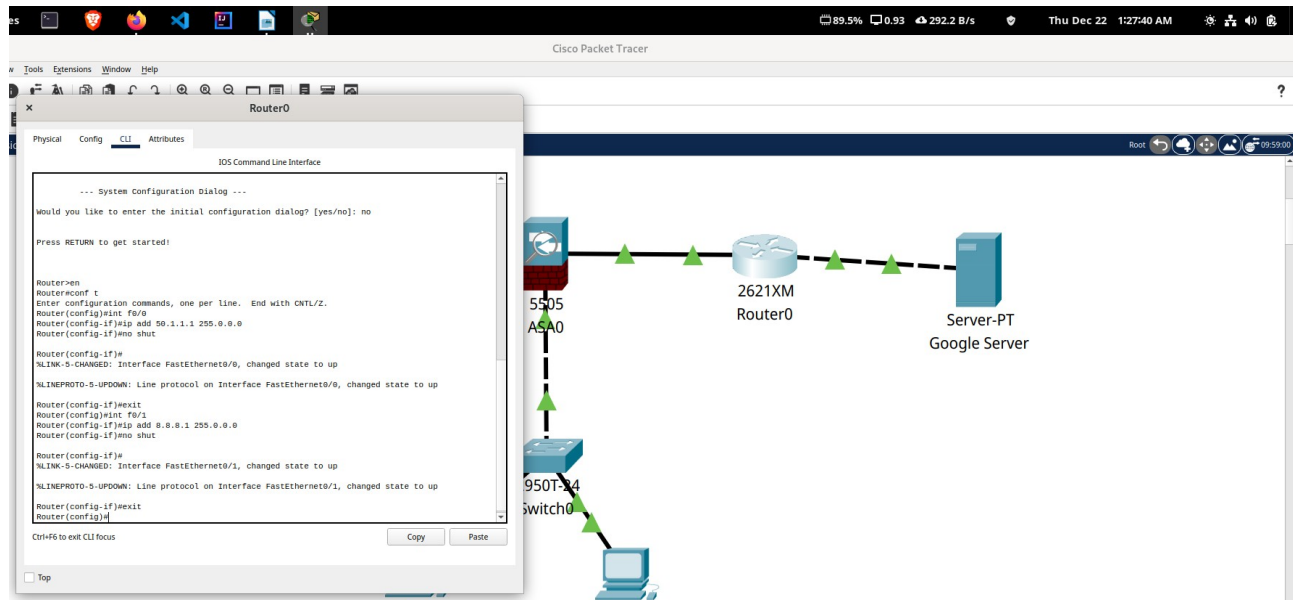 es
89.5% 0.93 292.2 B/s Thu Dec 22 1:27:40 AM
Cisco Packet Tracer
w Tools Extensions Window Help
?
× Router0
Physical Config CLI Attributes
IOS Command Line Interface
Root 09:59:00
--- System Configuration Dialog ---
Would you like to enter the initial configuration dialog? [yes/no]: no
Press RETURN to get started!
Router>en
Router#conf t
Enter configuration commands, one per line. End with CNTL/Z.
Router(config)#int f0/0
Router(config-if)#ip add 50.1.1.1 255.0.0.0
Router(config-if)#no shut
Router(config-if)#
%LINK-5-CHANGED: Interface FastEthernet0/0, changed state to up
%LINEPROTO-5-UPDOWN: Line protocol on Interface FastEthernet0/0, changed state to up
Router(config-if)#exit
Router(config)#int f0/1
Router(config-if)#ip add 8.8.8.1 255.0.0.0
Router(config-if)#no shut
Router(config-if)#
%LINK-5-CHANGED: Interface FastEthernet0/1, changed state to up
%LINEPROTO-5-UPDOWN: Line protocol on Interface FastEthernet0/1, changed state to up
Router(config-if)#exit
Router(config)#
Ctrl+F6 to exit CLI focus
Copy Paste
Top
5505
ASA0
2621XM
Router0
Server-PT
Google Server
950T-24
Switch0